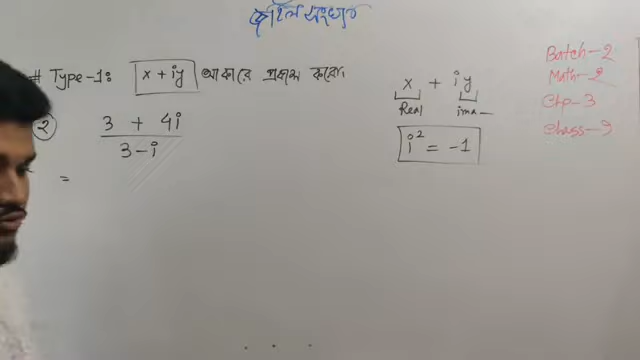 জটিল সংখ্যা
# Type-1: x + iy আকারে প্রকাশ করো।
2 3 + 4i
3 - i
=
x + iy
Real ima—
i² = -1
Batch-2
Math-2
Chp-3
Class-9